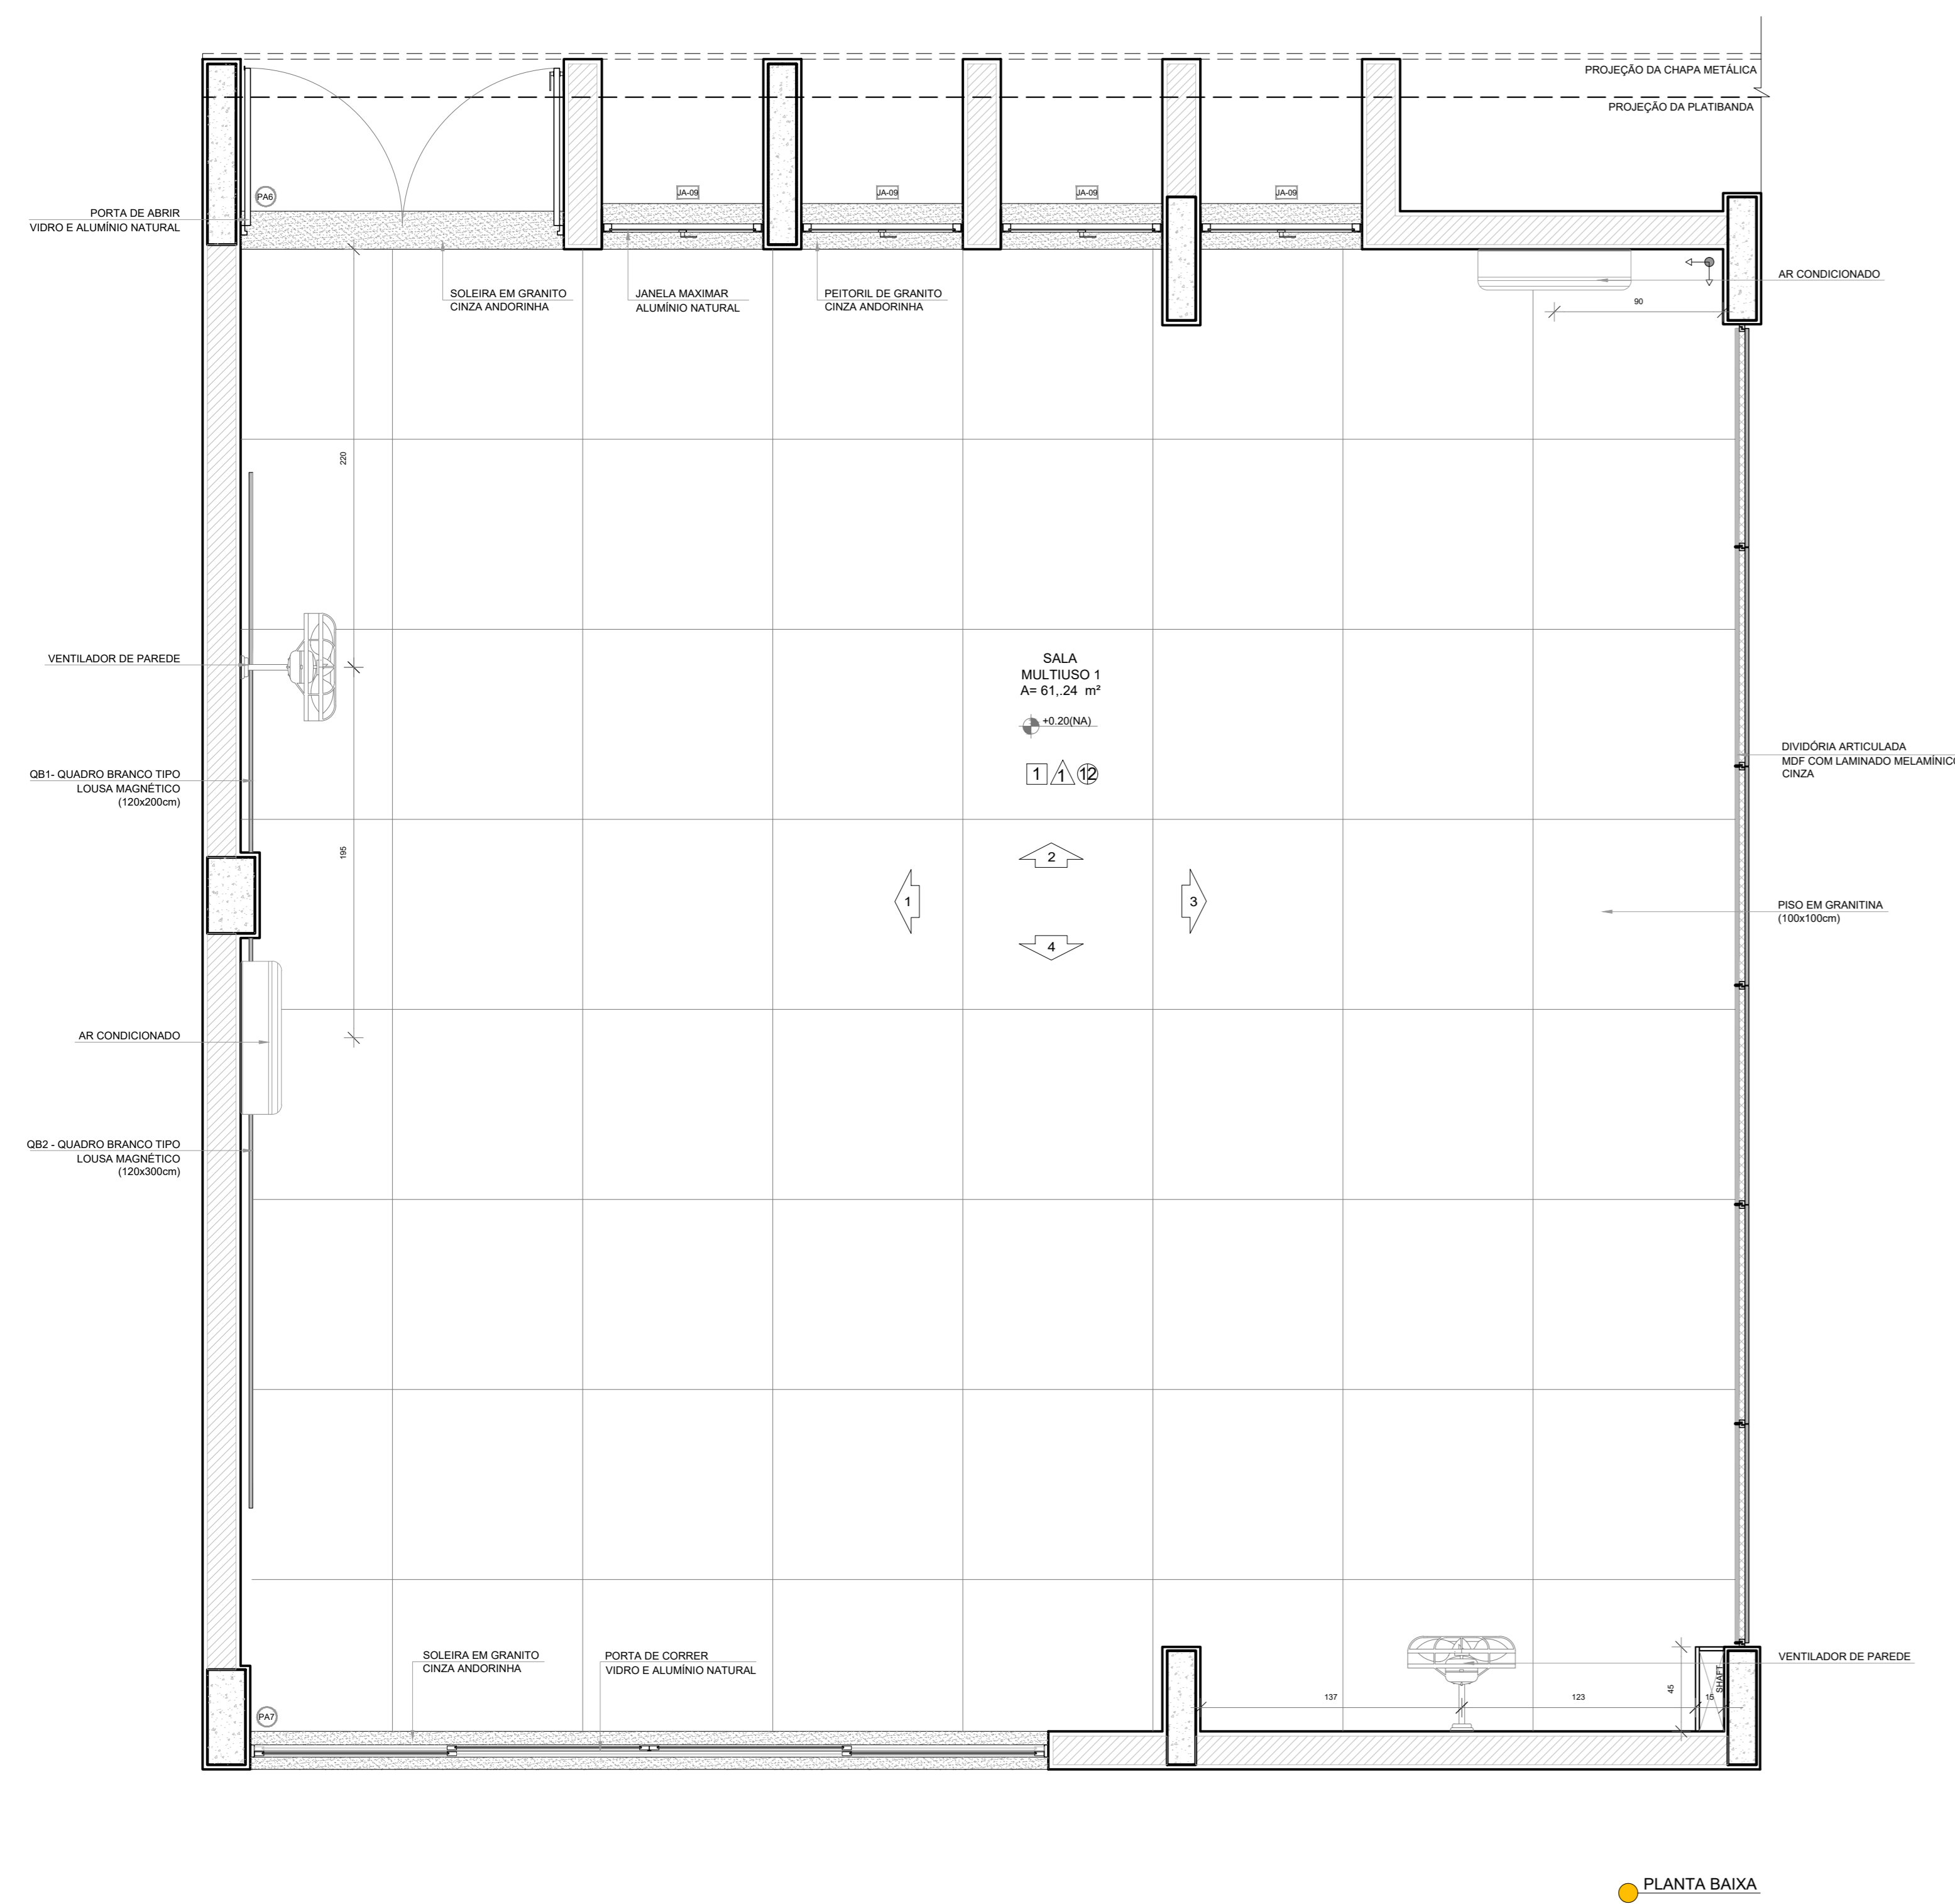 PROJEÇÃO DA CHAPA METÁLICA
PROJEÇÃO DA PLATIBANDA
PA6
JA-09
JA-09
JA-09
JA-09
PORTA DE ABRIR
VIDRO E ALUMÍNIO NATURAL
SOLEIRA EM GRANITO
CINZA ANDORINHA
JANELA MAXIMAR
ALUMÍNIO NATURAL
PEITORIL DE GRANITO
CINZA ANDORINHA
AR CONDICIONADO
90
220
VENTILADOR DE PAREDE
SALA
MULTIUSO 1
A= 61,.24 m²
+0.20(NA)
1 1 12
QB1- QUADRO BRANCO TIPO
LOUSA MAGNÉTICO
(120x200cm)
DIVIDÓRIA ARTICULADA
MDF COM LAMINADO MELAMÍNICO
CINZA
195
2
1
3
4
PISO EM GRANITINA
(100x100cm)
AR CONDICIONADO
QB2 - QUADRO BRANCO TIPO
LOUSA MAGNÉTICO
(120x300cm)
SOLEIRA EM GRANITO
CINZA ANDORINHA
PORTA DE CORRER
VIDRO E ALUMÍNIO NATURAL
VENTILADOR DE PAREDE
PA7
137
123
45
15
SHAFT
PLANTA BAIXA